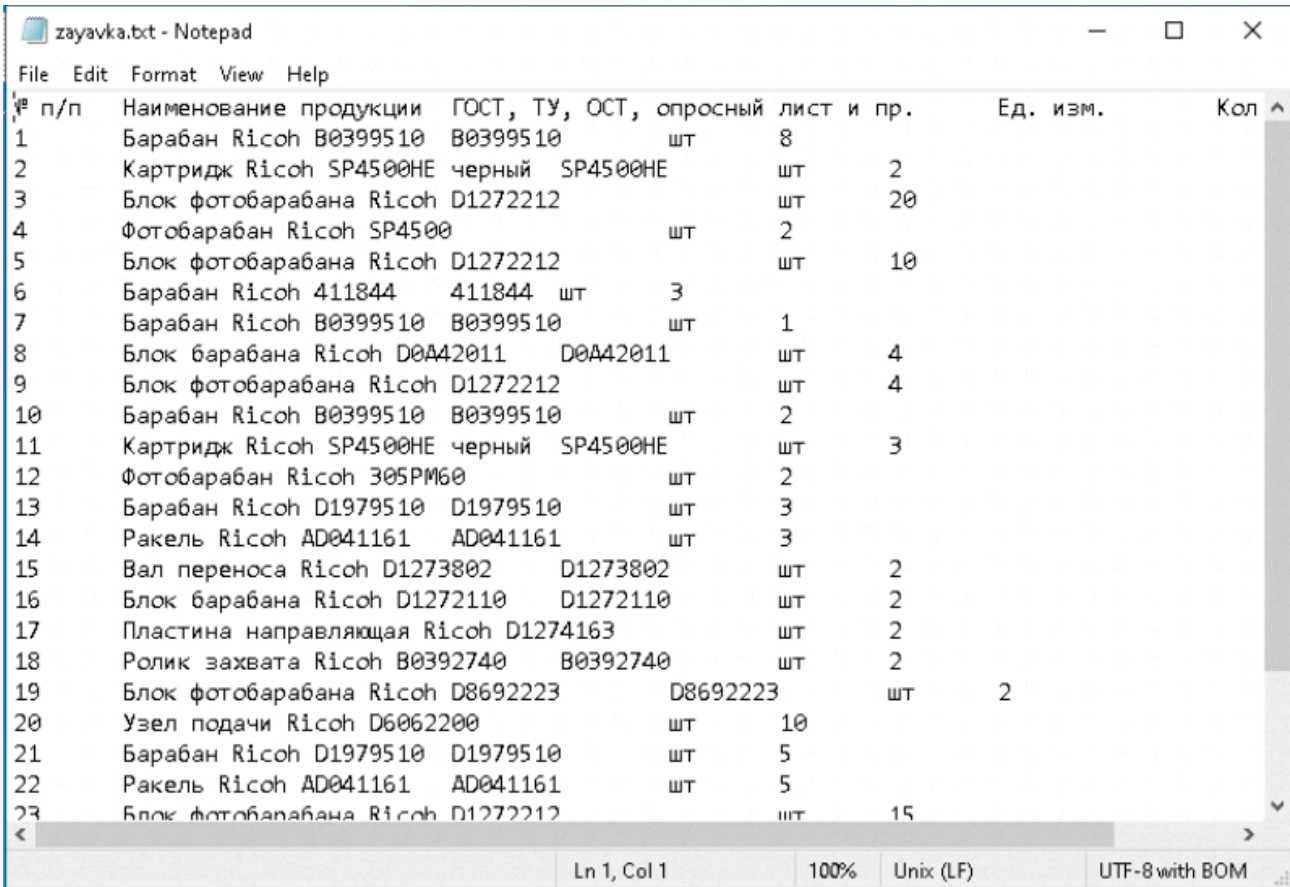 zayavka.txt - Notepad
File Edit Format View Help
№ п/п Наименование продукции ГОСТ, ТУ, ОСТ, опросный лист и пр. Ед. изм. Кол
1 Барабан Ricoh B0399510 B0399510 шт 8
2 Картридж Ricoh SP4500HE черный SP4500HE шт 2
3 Блок фотобарабана Ricoh D1272212 шт 20
4 Фотобарабан Ricoh SP4500 шт 2
5 Блок фотобарабана Ricoh D1272212 шт 10
6 Барабан Ricoh 411844 411844 шт 3
7 Барабан Ricoh B0399510 B0399510 шт 1
8 Блок барабана Ricoh D0A42011 D0A42011 шт 4
9 Блок фотобарабана Ricoh D1272212 шт 4
10 Барабан Ricoh B0399510 B0399510 шт 2
11 Картридж Ricoh SP4500HE черный SP4500HE шт 3
12 Фотобарабан Ricoh 305PM60 шт 2
13 Барабан Ricoh D1979510 D1979510 шт 3
14 Ракель Ricoh AD041161 AD041161 шт 3
15 Вал переноса Ricoh D1273802 D1273802 шт 2
16 Блок барабана Ricoh D1272110 D1272110 шт 2
17 Пластина направляющая Ricoh D1274163 шт 2
18 Ролик захвата Ricoh B0392740 B0392740 шт 2
19 Блок фотобарабана Ricoh D8692223 D8692223 шт 2
20 Узел подачи Ricoh D6062200 шт 10
21 Барабан Ricoh D1979510 D1979510 шт 5
22 Ракель Ricoh AD041161 AD041161 шт 5
23 Блок фотобарабана Ricoh D1272212 шт 15
Ln 1, Col 1 100% Unix (LF) UTF-8 with BOM